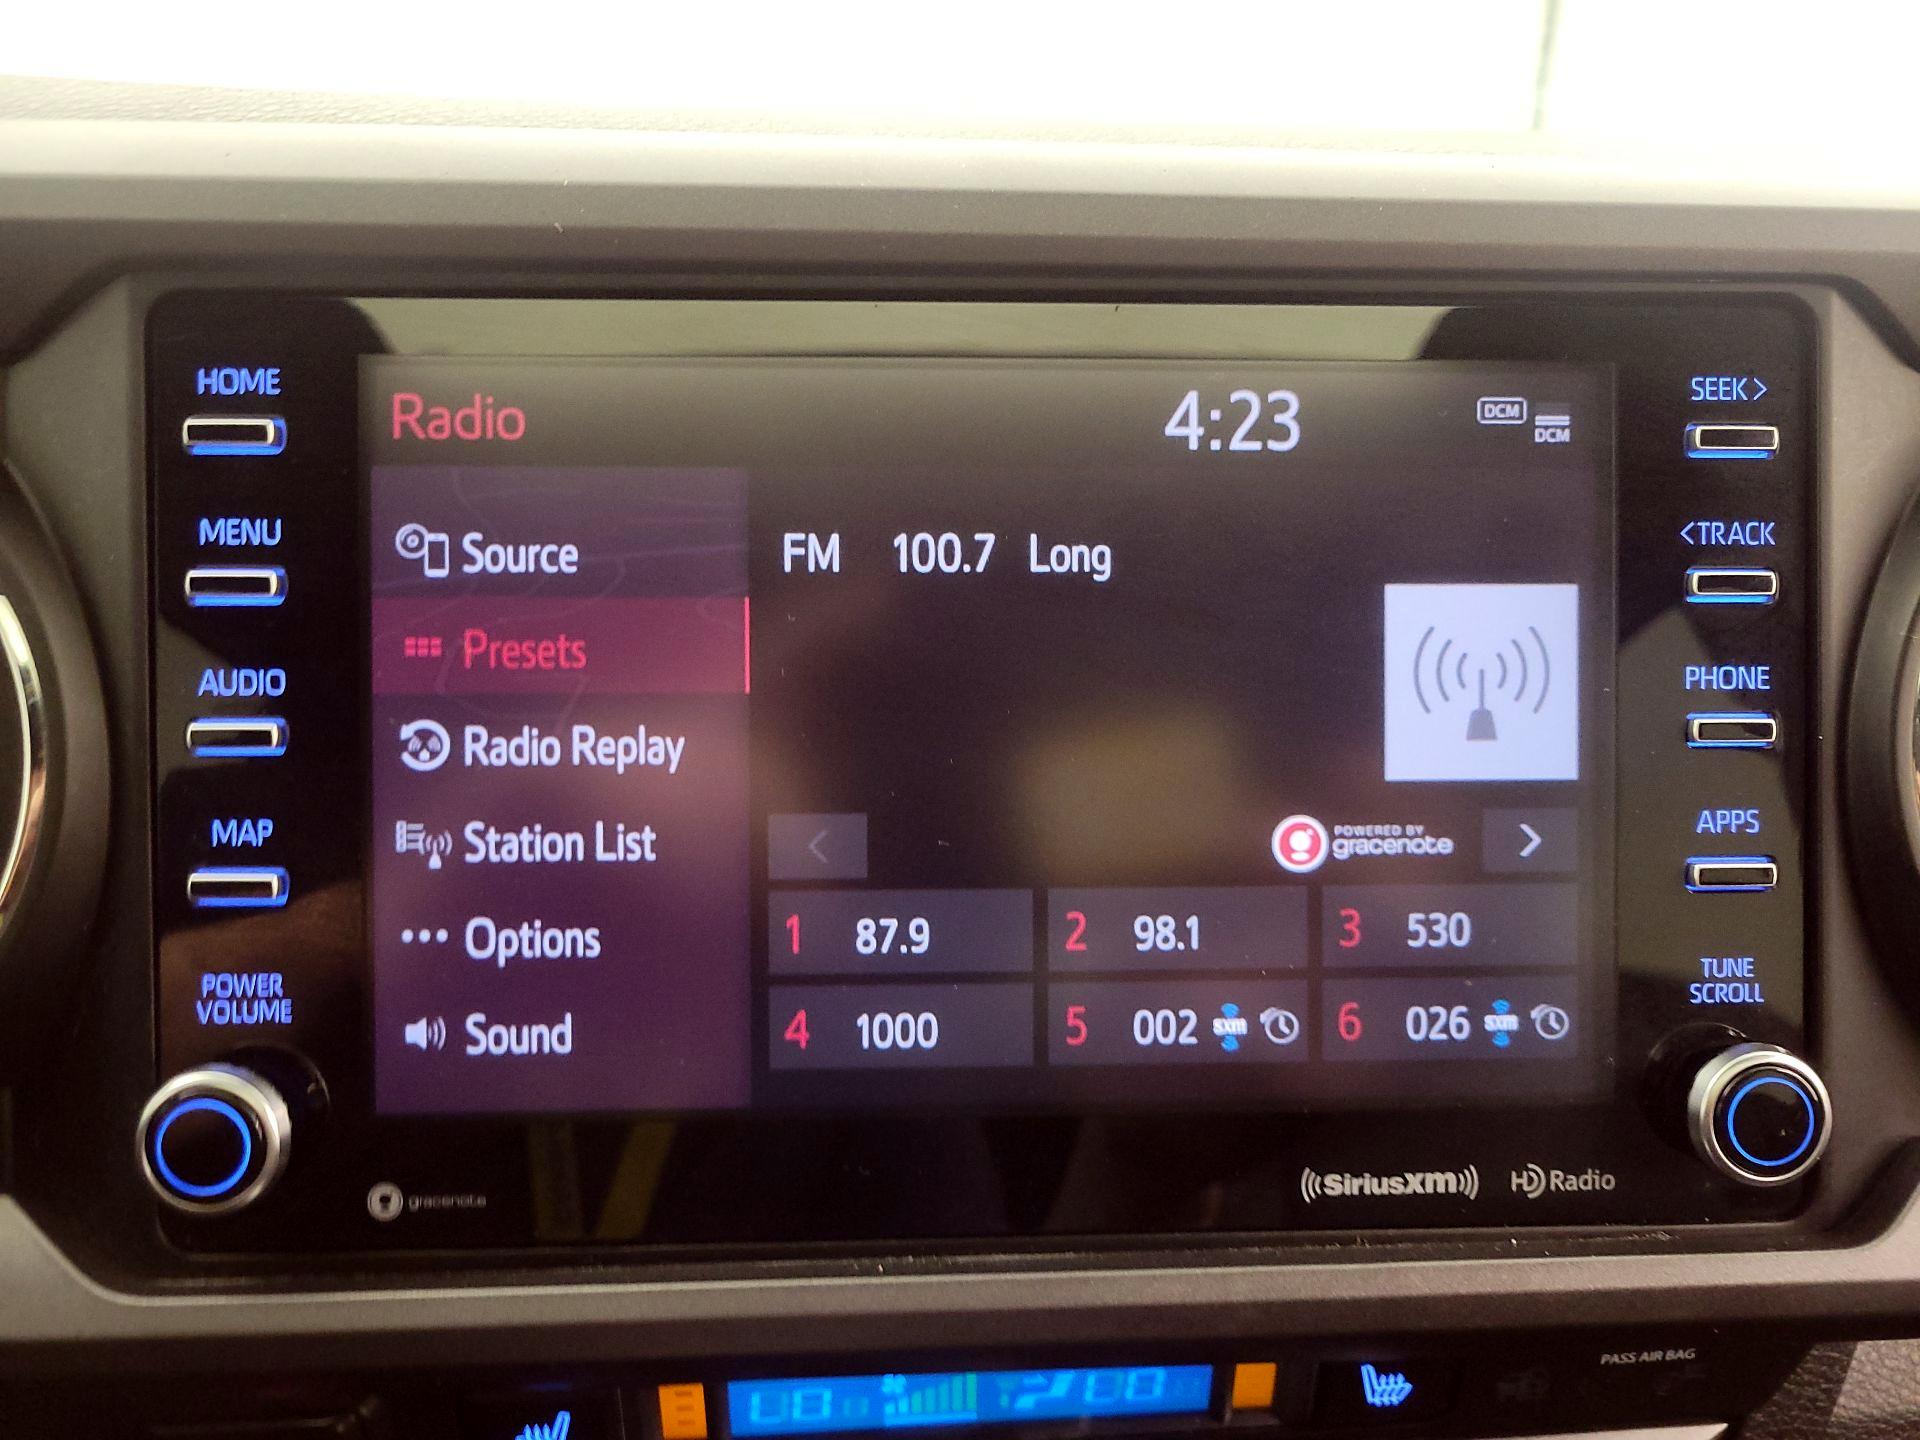 HOME
MENU
AUDIO
MAP
POWER
VOLUME
Radio
4:23
DCM
DCM
Source
Presets
Radio Replay
Station List
Options
Sound
FM 100.7 Long
POWERED BY
gracenote
1 87.9
2 98.1
3 530
4 1000
5 002 sxm
6 026 sxm
SEEK>
<TRACK
PHONE
APPS
TUNE
SCROLL
gracenote
SiriusXM
HD Radio
PASS AIR BAG